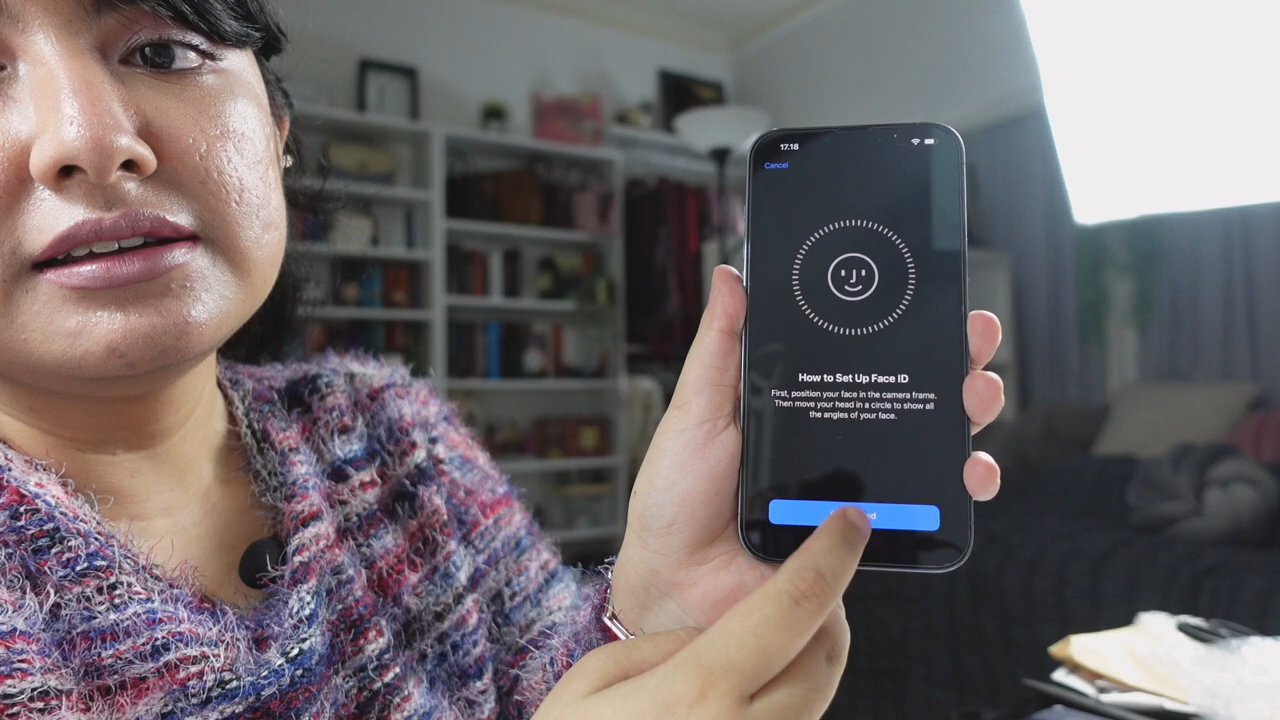 17.18
Cancel
How to Set Up Face ID
First, position your face in the camera frame.
Then move your head in a circle to show all
the angles of your face.